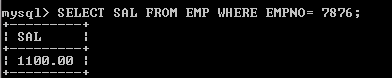 mysql> SELECT SAL FROM EMP WHERE EMPNO= 7876;
+---------+
| SAL     |
+---------+
| 1100.00 |
+---------+